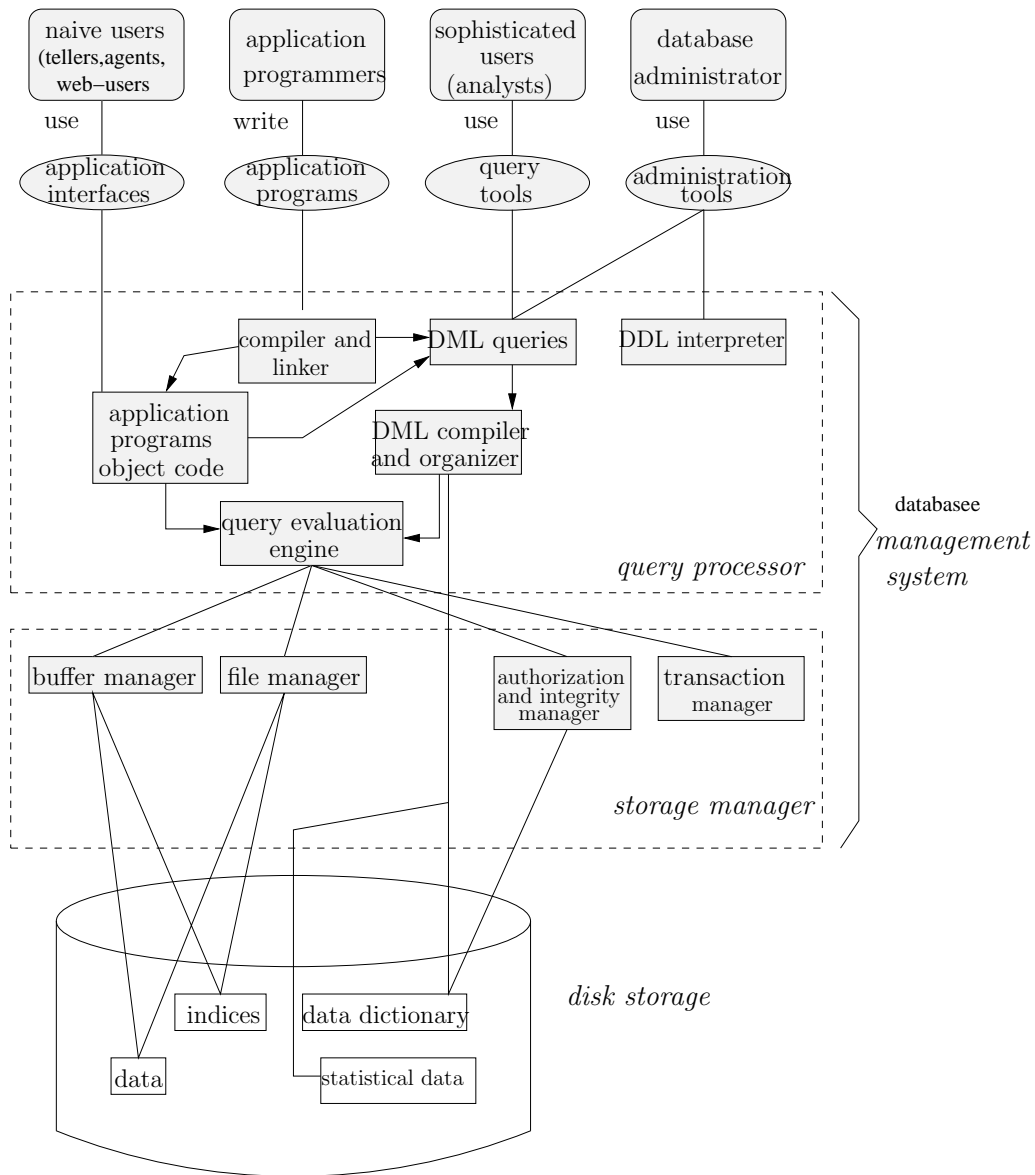 naive users
(tellers,agents,
web–users
application
programmers
sophisticated
users
(analysts)
database
administrator
use
write
use
use
application
interfaces
application
programs
query
tools
administration
tools
compiler and
linker
DML queries
DDL interpreter
application
programs
object code
DML compiler
and organizer
query evaluation
engine
query processor
databasee
management
system
buffer manager
file manager
authorization
and integrity
manager
transaction
manager
storage manager
indices
data dictionary
disk storage
data
statistical data